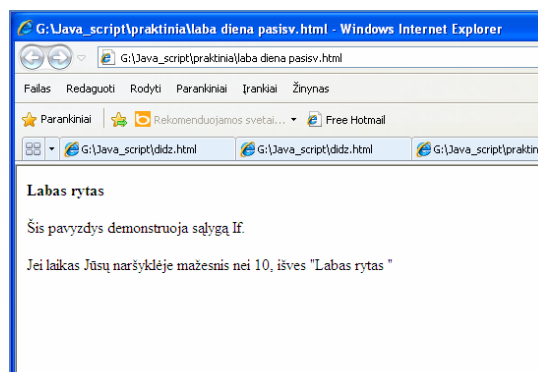 G:\Java_script\praktinia\laba diena pasisv.html - Windows Internet Explorer
G:\Java_script\praktinia\laba diena pasisv.html
Failas Redaguoti Rodyti Parankiniai Įrankiai Žinynas
Parankiniai Rekomenduojamos svetai... Free Hotmail
G:\Java_script\didz.html G:\Java_script\didz.html G:\Java_script\praktin
Labas rytas
Šis pavyzdys demonstruoja sąlygą If.
Jei laikas Jūsų naršyklėje mažesnis nei 10, išves "Labas rytas "